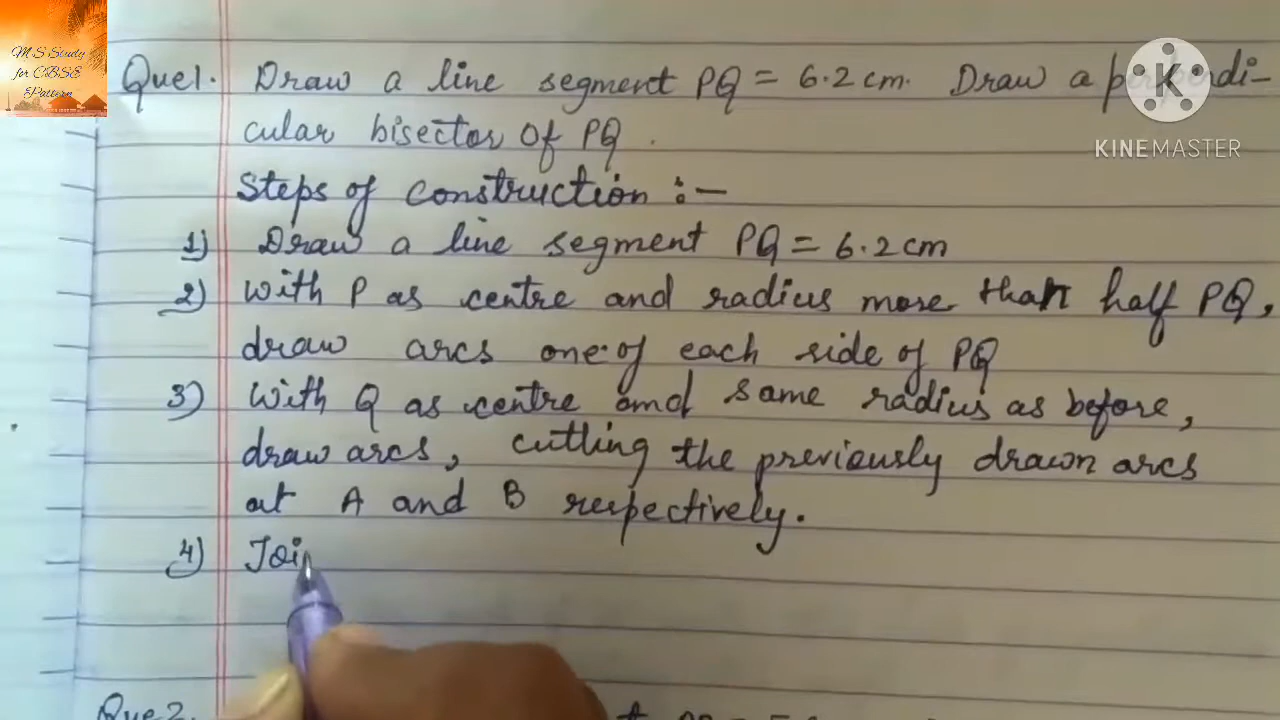 M.S Study
for CBSE
Pattern
Que1. Draw a line segment PQ = 6.2 cm. Draw a perpendi-
cular bisector of PQ.
K
KINEMASTER
Steps of construction :-
1) Draw a line segment PQ = 6.2 cm
2) With P as centre and radius more than half PQ,
draw arcs one of each side of PQ
3) With Q as centre and same radius as before,
draw arcs, cutting the previously drawn arcs
at A and B respectively.
4) Joi
Que2.